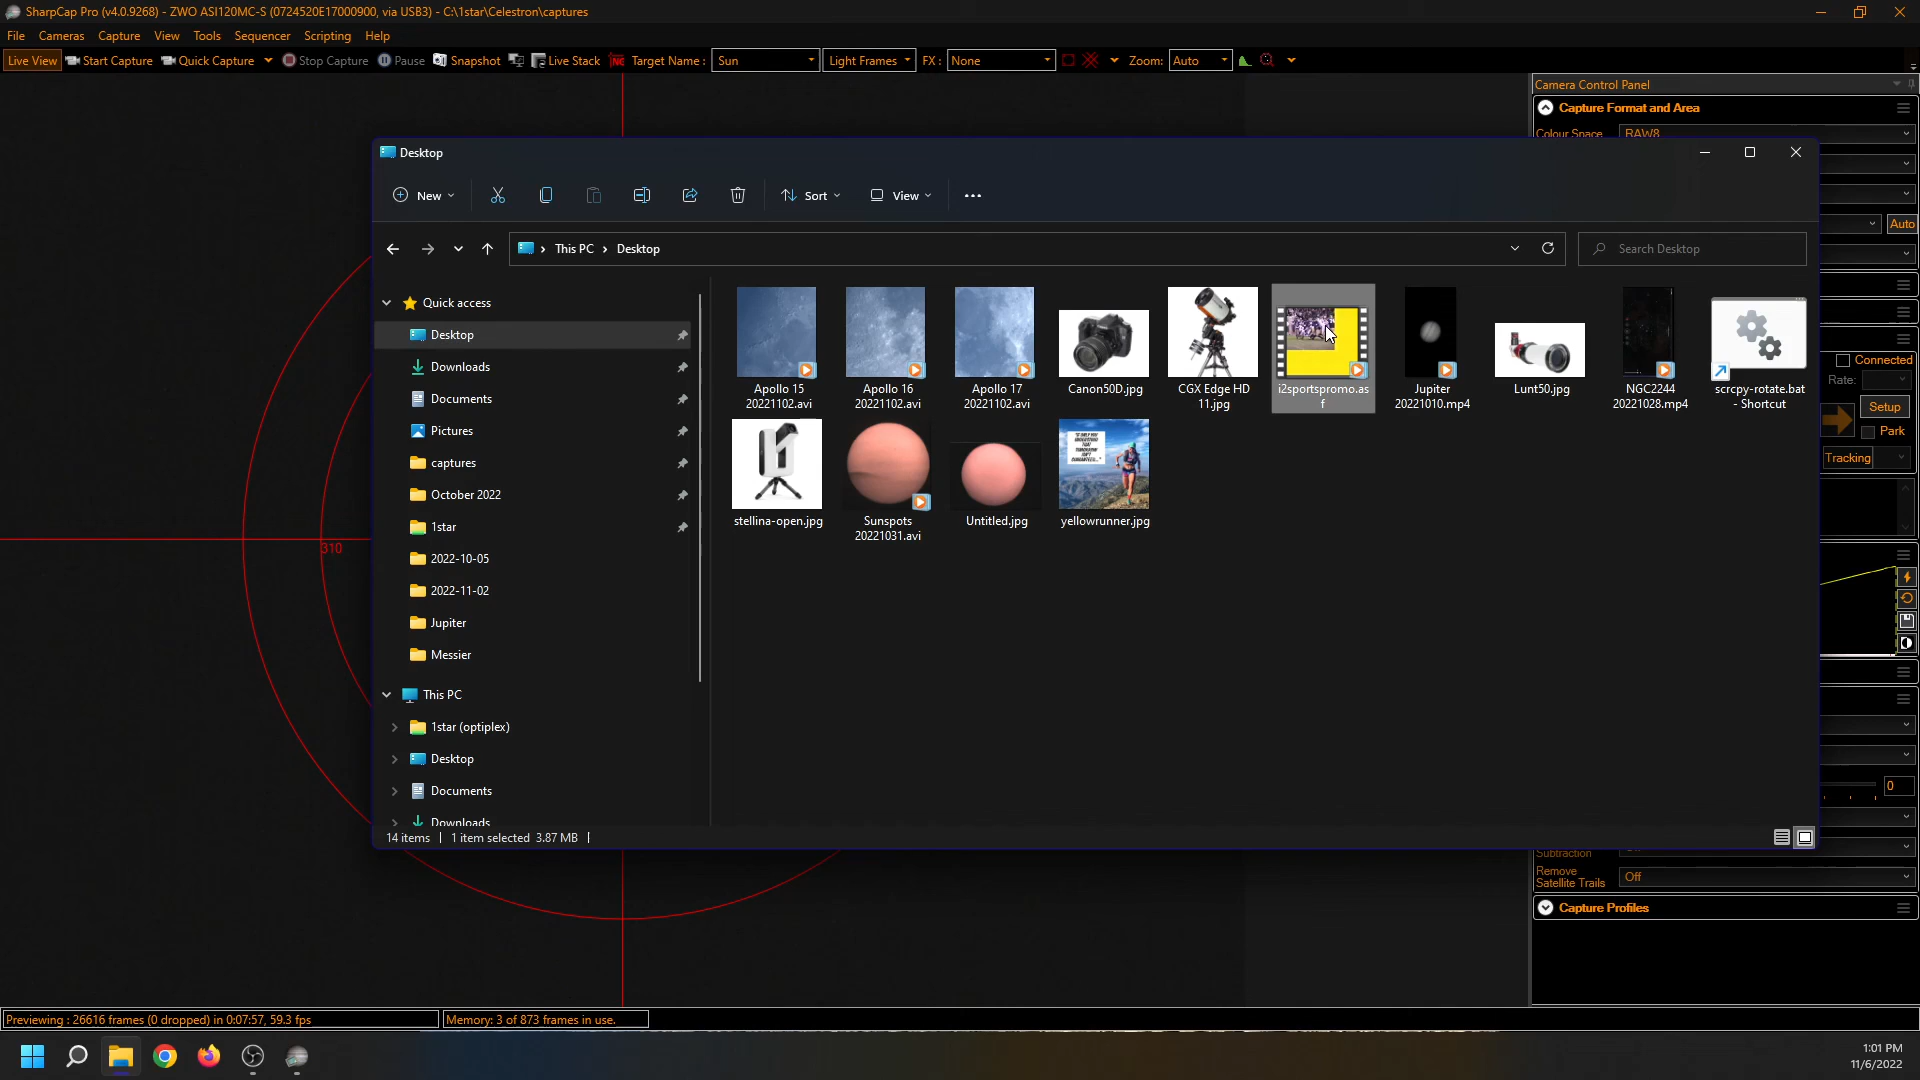 SharpCap Pro (v4.0.9268) - ZWO ASI120MC-S (0724520E17000900, via USB3) - C:\1star\Celestron\captures
File Cameras Capture View Tools Sequencer Scripting Help
Live View Start Capture Quick Capture Stop Capture Pause Snapshot Live Stack Target Name : Sun Light Frames FX : None Zoom: Auto
Camera Control Panel
Capture Format and Area
Colour Space RAW8
Desktop
New Sort View
This PC Desktop
Search Desktop
Auto
Quick access
Desktop
Downloads
Documents
Pictures
captures
October 2022
1star
2022-10-05
2022-11-02
Jupiter
Messier
This PC
1star (optiplex)
Desktop
Documents
Downloads
Apollo 15
20221102.avi
Apollo 16
20221102.avi
Apollo 17
20221102.avi
Canon50D.jpg
CGX Edge HD
11.jpg
i2sportspromo.as
f
Jupiter
20221010.mp4
Lunt50.jpg
NGC2244
20221028.mp4
scrcpy-rotate.bat
- Shortcut
stellina-open.jpg
Sunspots
20221031.avi
Untitled.jpg
yellowrunner.jpg
310
14 items 1 item selected 3.87 MB
Connected
Rate:
Setup
Park
Tracking
0
Subtraction
Remove
Satellite Trails Off
Capture Profiles
Previewing : 26616 frames (0 dropped) in 0:07:57, 59.3 fps
Memory: 3 of 873 frames in use.
1:01 PM
11/6/2022